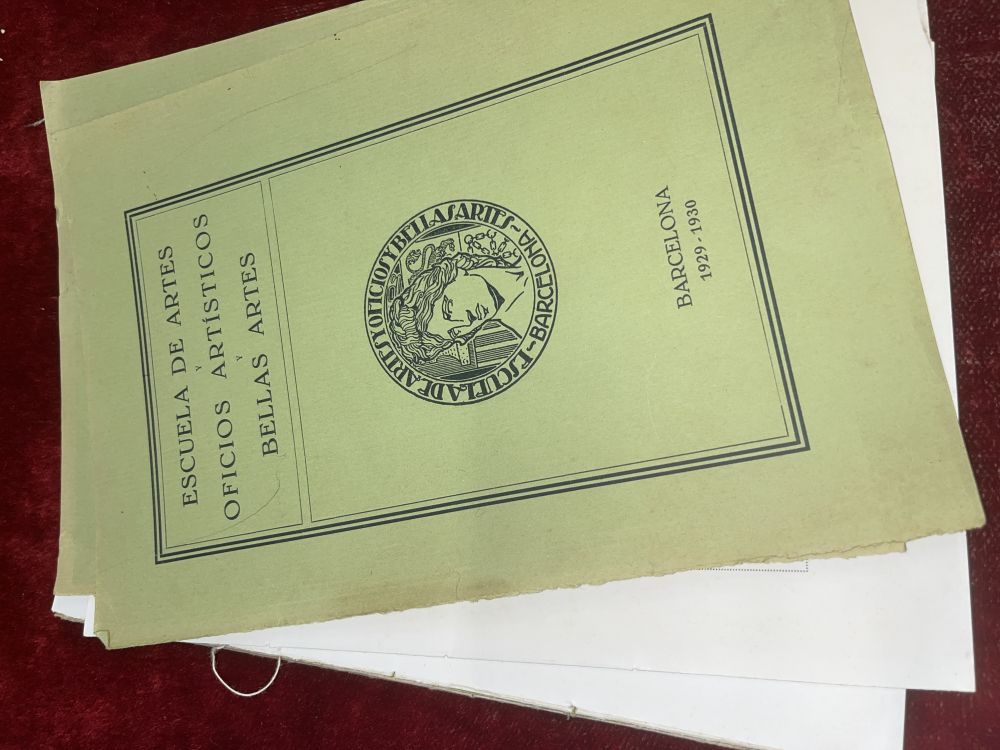 ESCUELA DE ARTES
Y
OFICIOS ARTÍSTICOS
Y
BELLAS ARTES
ESCUELA DE ARTES Y OFICIOS Y BELLAS ARTES ~ BARCELONA ~
BARCELONA
1929 - 1930